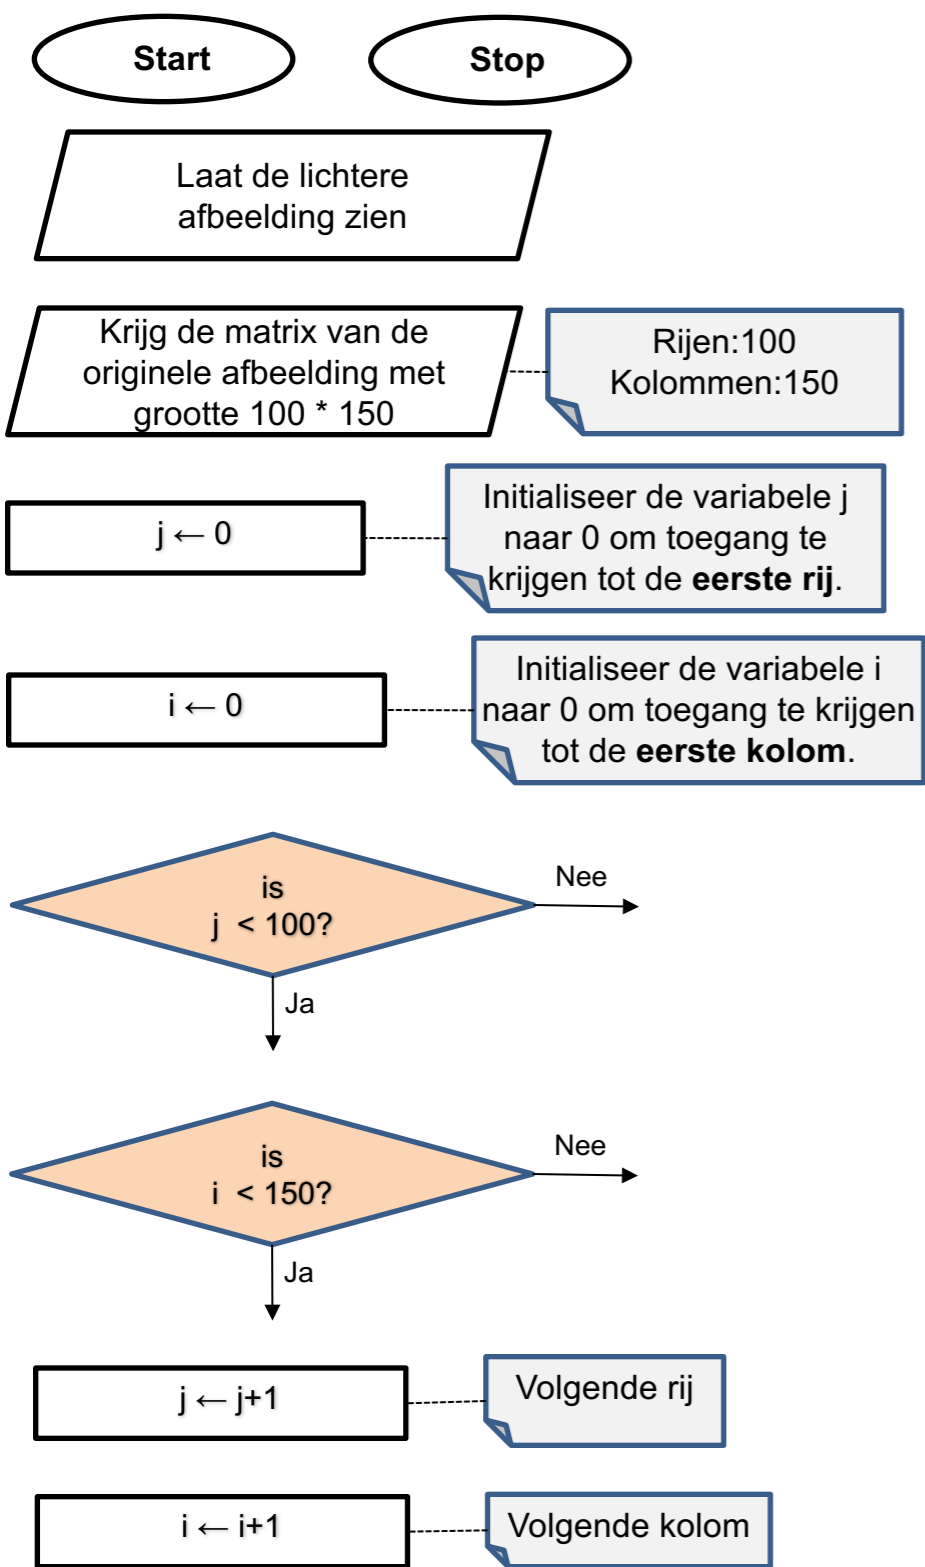 Start
Stop
Laat de lichtere
afbeelding zien
Krijg de matrix van de
originele afbeelding met
grootte 100 * 150
Rijen:100
Kolommen:150
j ← 0
Initialiseer de variabele j
naar 0 om toegang te
krijgen tot de eerste rij.
i ← 0
Initialiseer de variabele i
naar 0 om toegang te krijgen
tot de eerste kolom.
is
j < 100?
Nee
Ja
is
i < 150?
Nee
Ja
j ← j+1
Volgende rij
i ← i+1
Volgende kolom